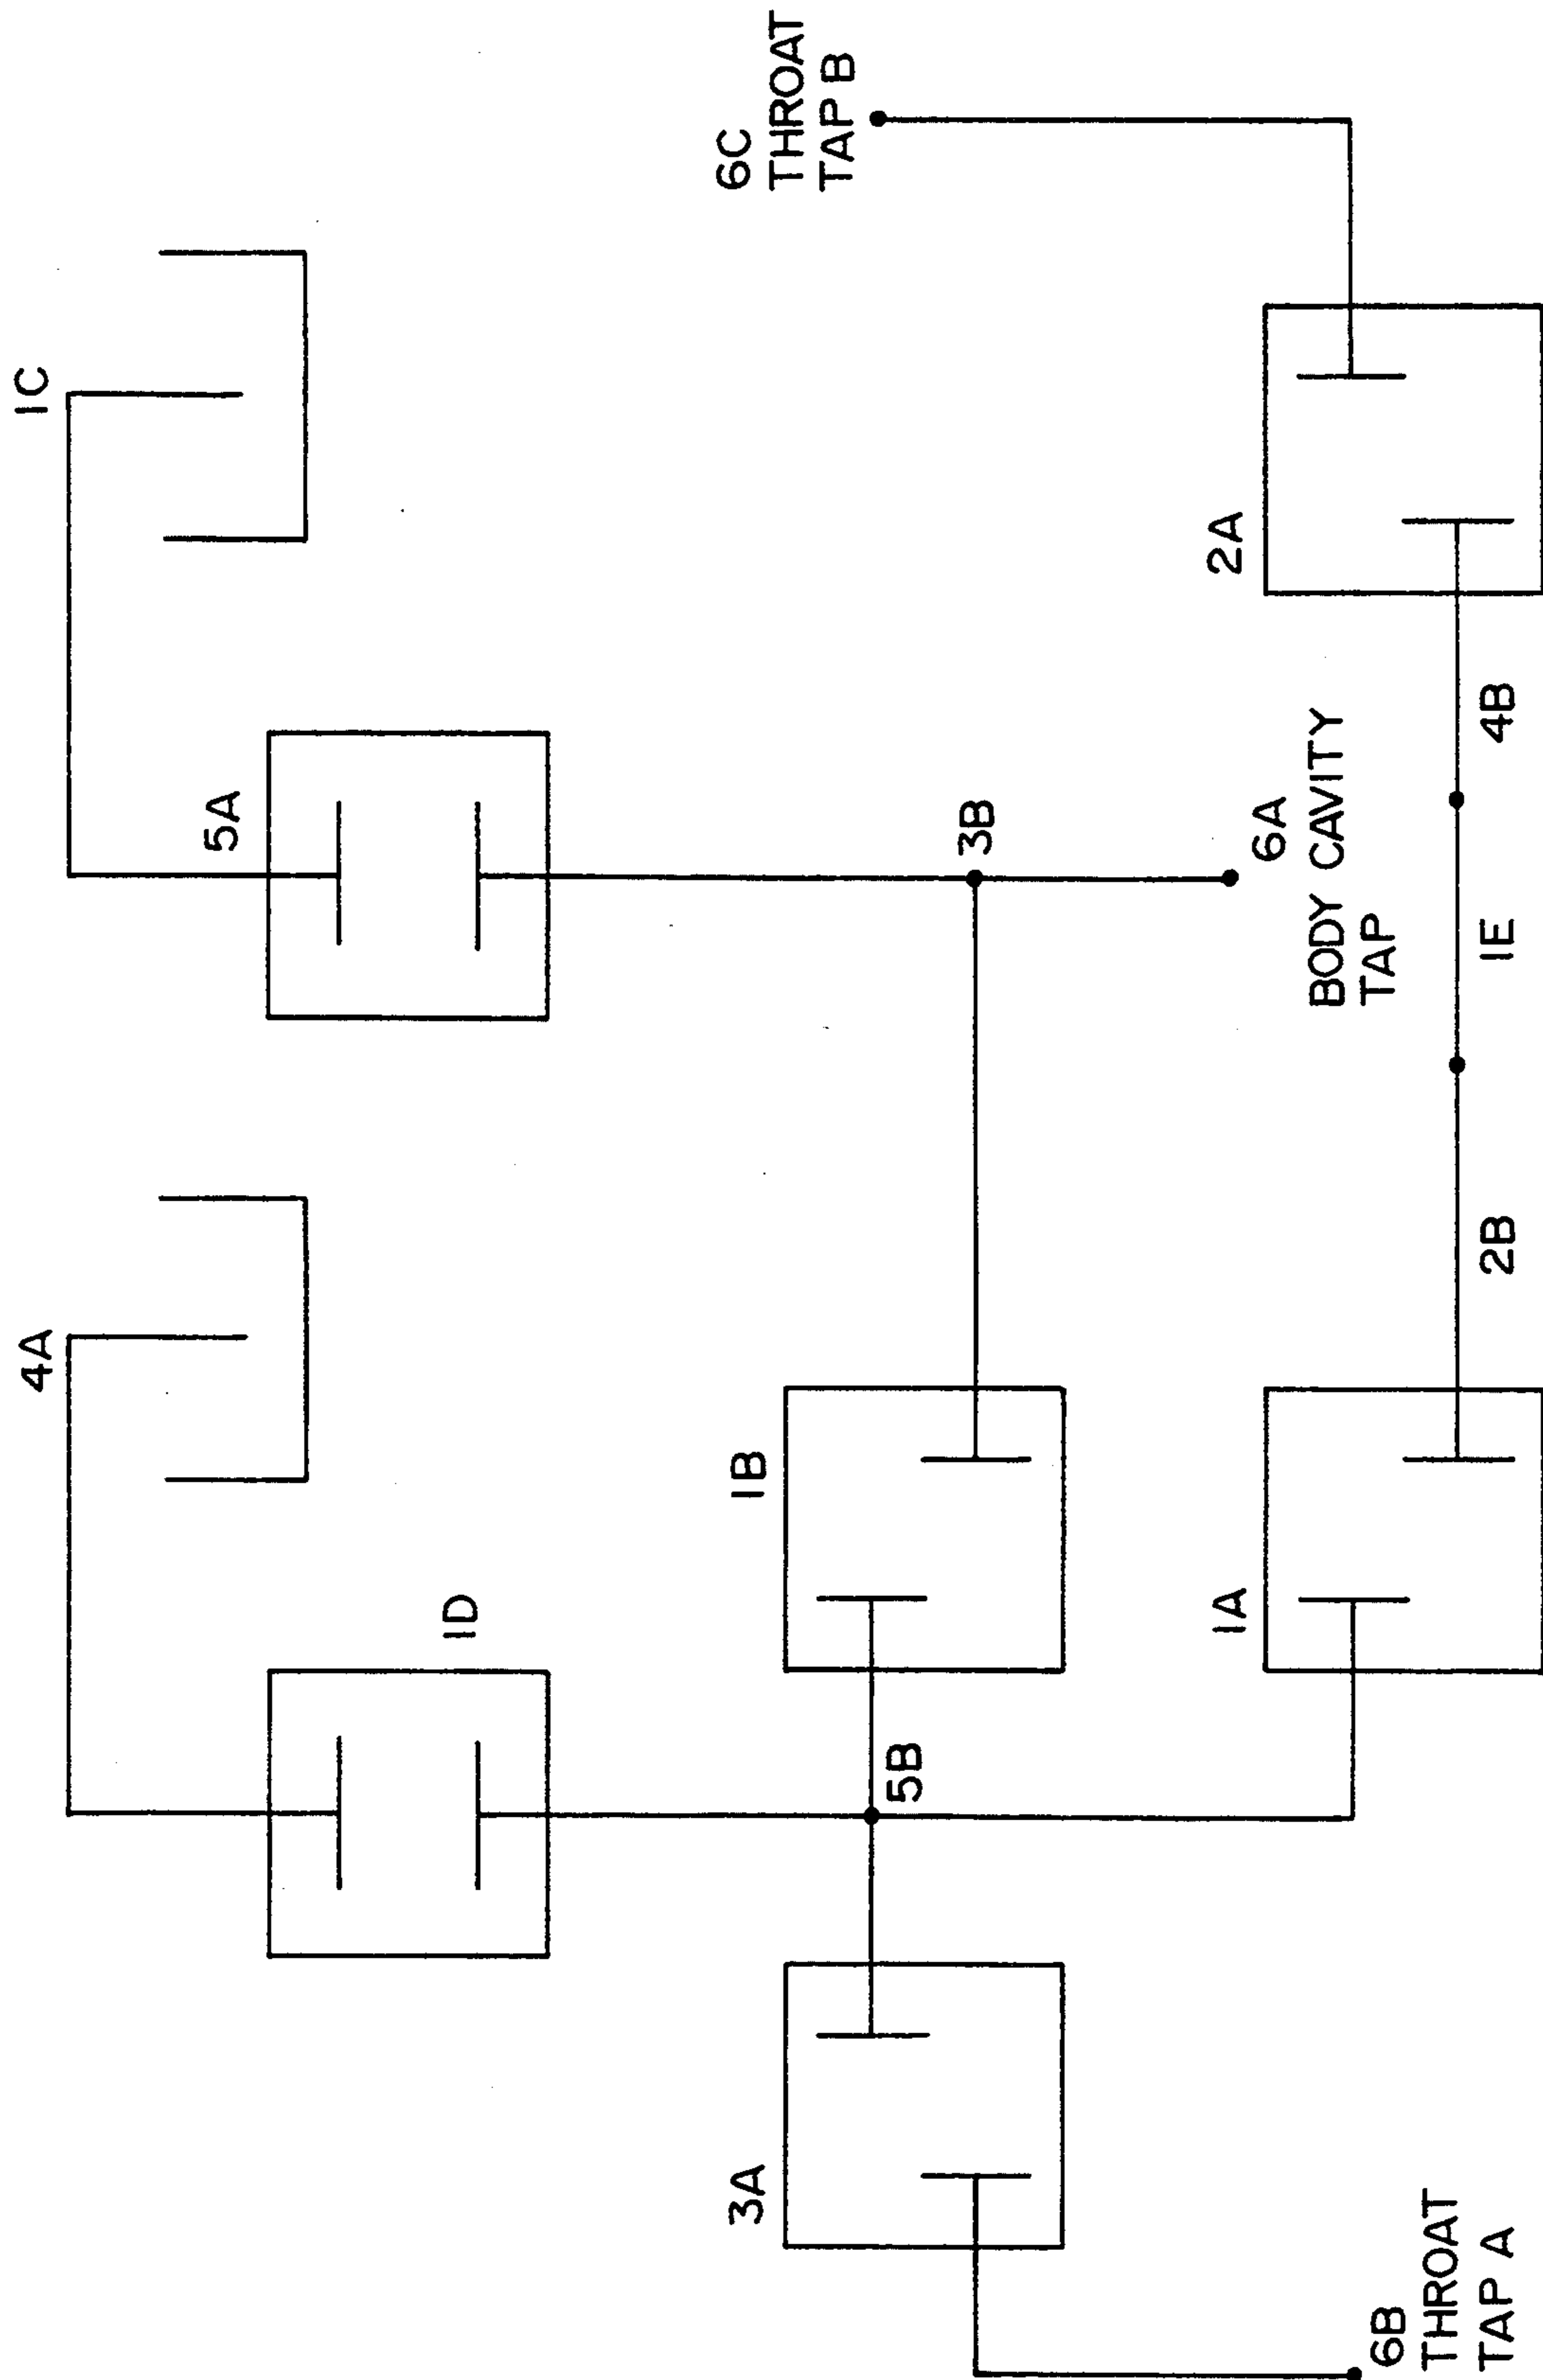 4A
1C
5A
1D
6C
THROAT
TAP B
3A
1B
5B
3B
1A
2A
6A
BODY CAVITY
TAP
6B
THROAT
TAP A
2B
1E
4B